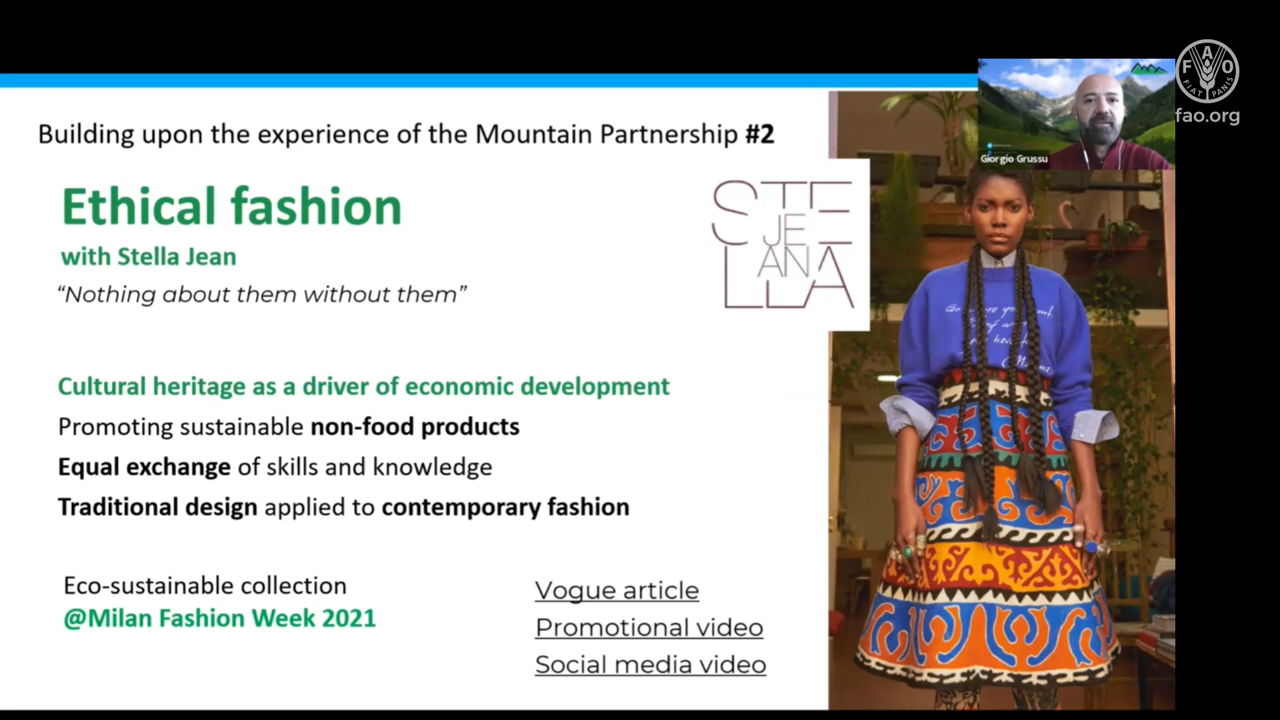 Building upon the experience of the Mountain Partnership #2
Ethical fashion
with Stella Jean
“Nothing about them without them”
STE
JE
AN
LLA
Cultural heritage as a driver of economic development
Promoting sustainable non-food products
Equal exchange of skills and knowledge
Traditional design applied to contemporary fashion
Eco-sustainable collection
@Milan Fashion Week 2021
Vogue article
Promotional video
Social media video
Giorgio Grussu
F A O
FIAT PANIS
fao.org